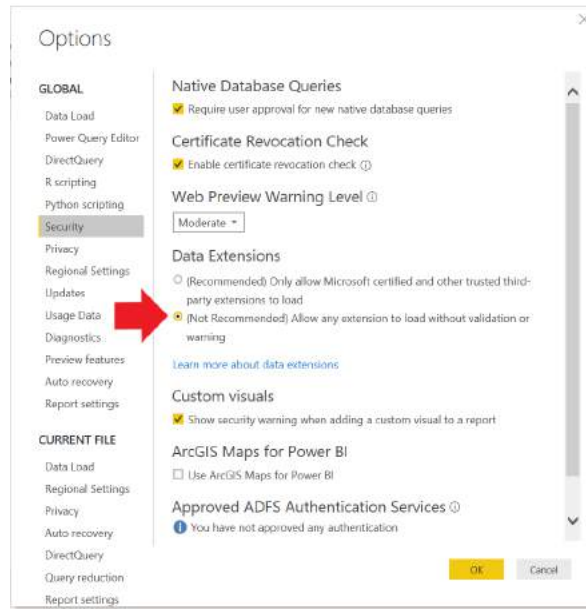 Options
GLOBAL
Data Load
Power Query Editor
DirectQuery
R scripting
Python scripting
Security
Privacy
Regional Settings
Updates
Usage Data
Diagnostics
Preview features
Auto recovery
Report settings
CURRENT FILE
Data Load
Regional Settings
Privacy
Auto recovery
DirectQuery
Query reduction
Report settings
Native Database Queries
Require user approval for new native database queries
Certificate Revocation Check
Enable certificate revocation check
Web Preview Warning Level
Moderate
Data Extensions
(Recommended) Only allow Microsoft certified and other trusted third-
party extensions to load
(Not Recommended) Allow any extension to load without validation or
warning
Learn more about data extensions
Custom visuals
Show security warning when adding a custom visual to a report
ArcGIS Maps for Power BI
Use ArcGIS Maps for Power BI
Approved ADFS Authentication Services
You have not approved any authentication
OK
Cancel